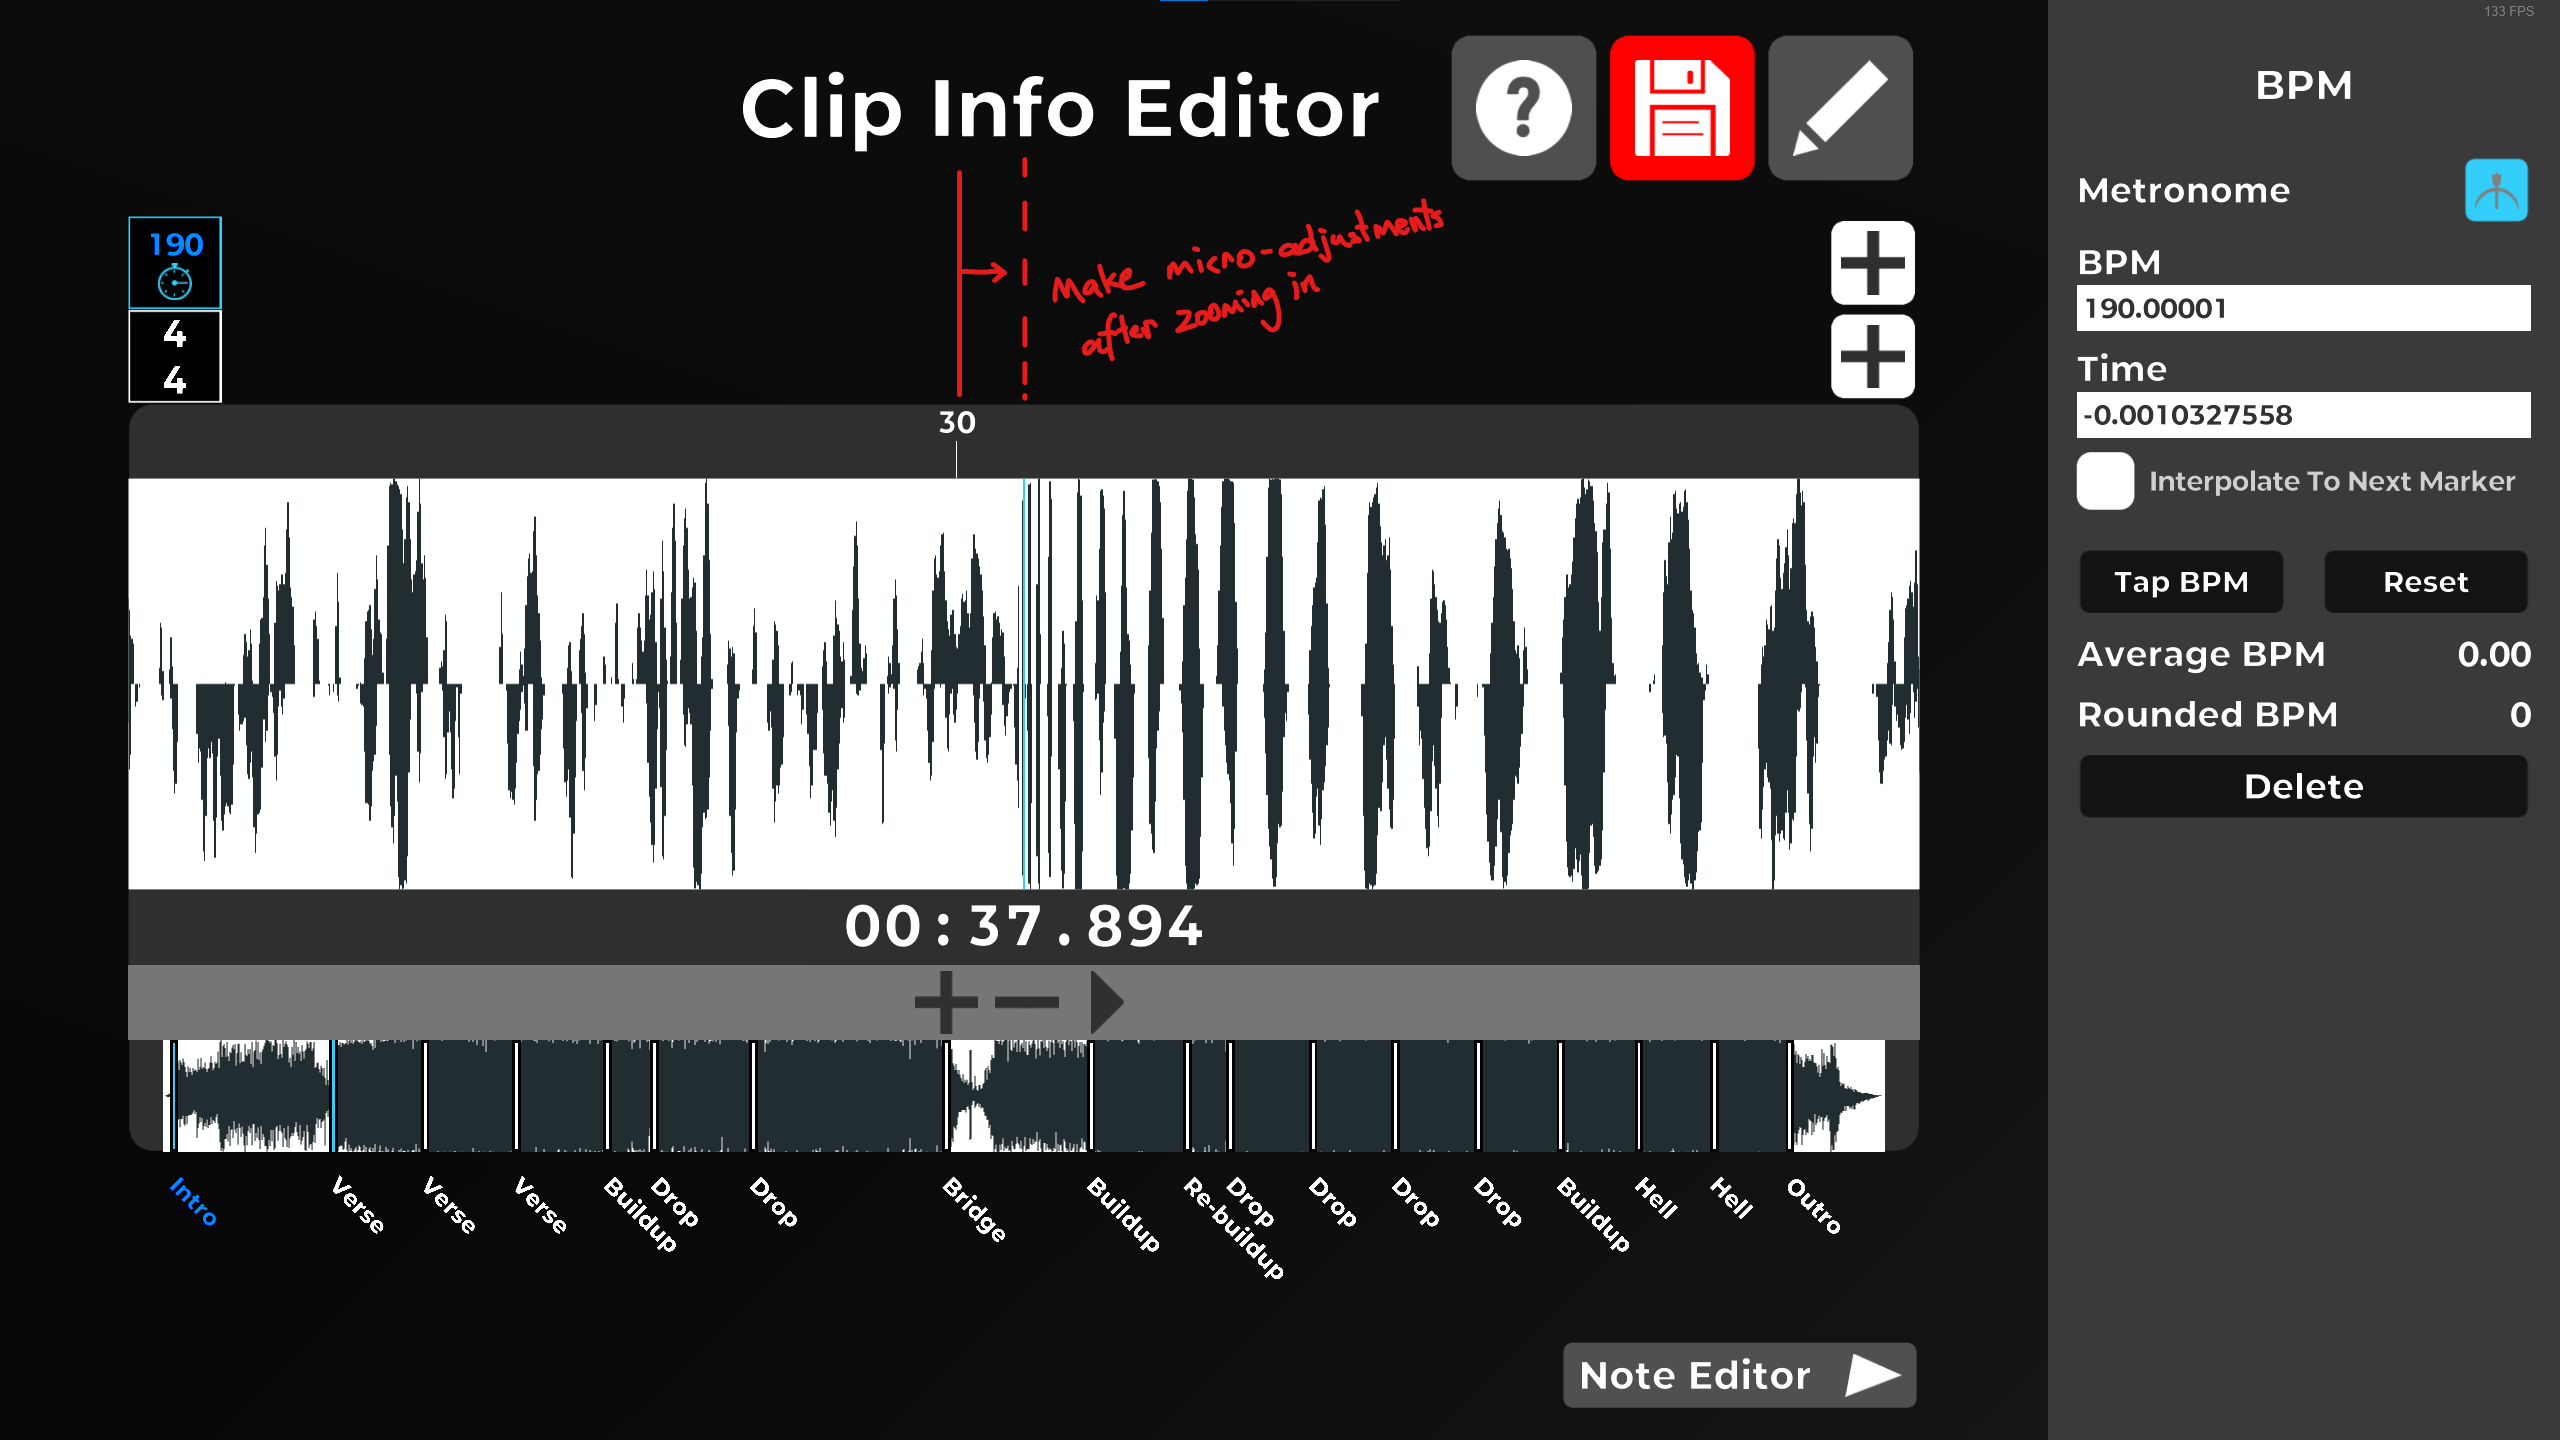 133 FPS
Clip Info Editor
?
BPM
Metronome
190
4
4
Make micro-adjustments
after zooming in
BPM
190.00001
Time
-0.0010327558
Interpolate To Next Marker
30
Tap BPM
Reset
Average BPM
0.00
Rounded BPM
0
Delete
00:37.894
Intro
Verse
Verse
Verse
Buildup
Drop
Drop
Bridge
Buildup
Re-buildup
Drop
Drop
Drop
Drop
Buildup
Hell
Hell
Outro
Note Editor